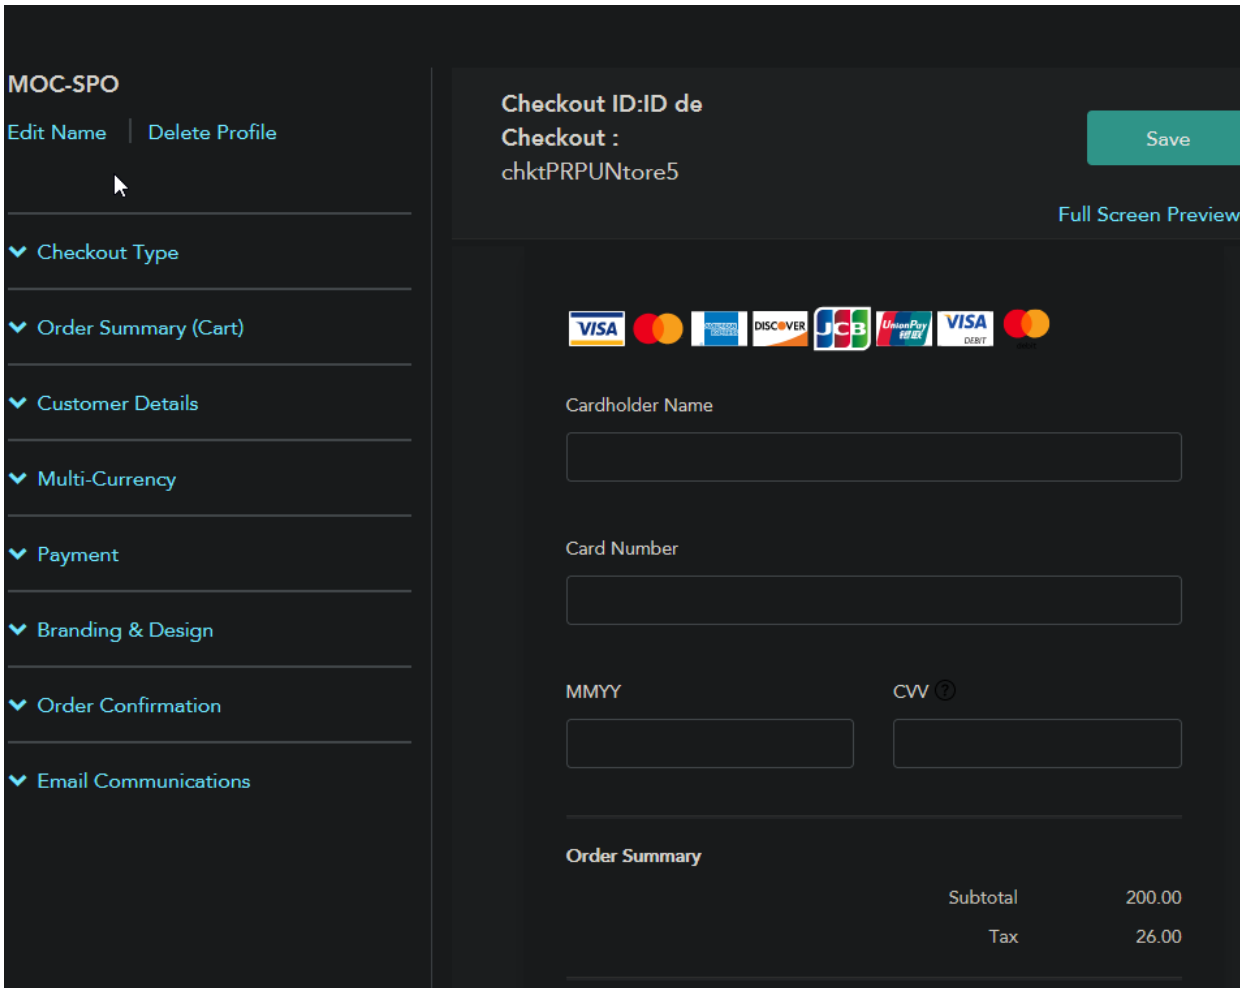 MOC-SPO
Edit Name
Delete Profile
Checkout Type
Order Summary (Cart)
Customer Details
Multi-Currency
Payment
Branding & Design
Order Confirmation
Email Communications
Checkout ID:ID de
Checkout :
chktPRPUNtore5
Save
Full Screen Preview
VISA
DISCOVER
JCB
UnionPay
VISA
DEBIT
Cardholder Name
Card Number
MMYY
CVV ?
Order Summary
Subtotal 200.00
Tax 26.00